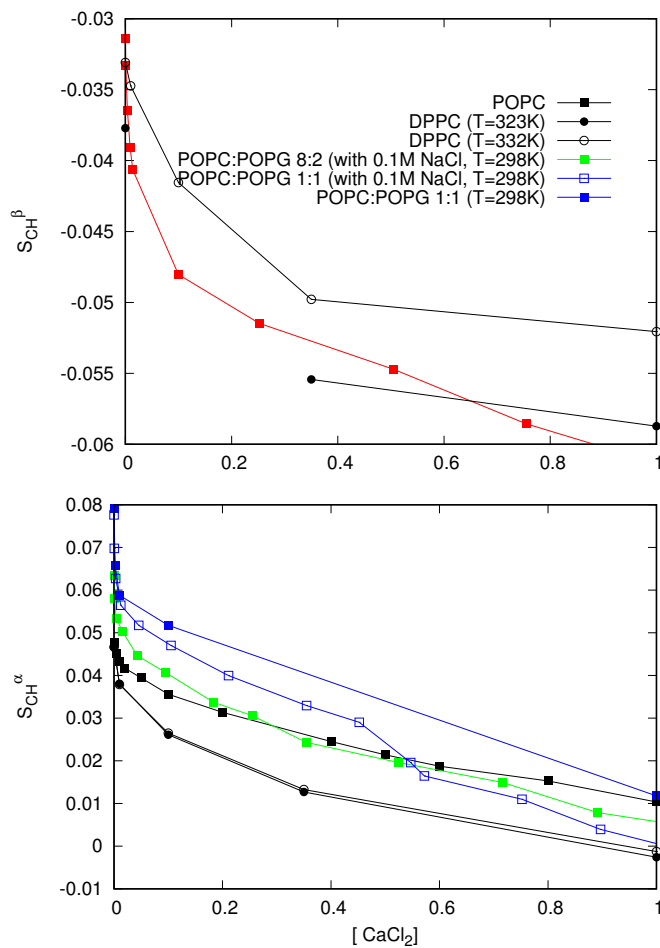 -0.03
-0.035
-0.04
-0.045
-0.05
-0.055
-0.06
S_CH^β
POPC
DPPC (T=323K)
DPPC (T=332K)
POPC:POPG 8:2 (with 0.1M NaCl, T=298K)
POPC:POPG 1:1 (with 0.1M NaCl, T=298K)
POPC:POPG 1:1 (T=298K)
0 0.2 0.4 0.6 0.8 1
0.08
0.07
0.06
0.05
0.04
0.03
0.02
0.01
0
-0.01
S_CH^α
0 0.2 0.4 0.6 0.8 1
[ CaCl₂]